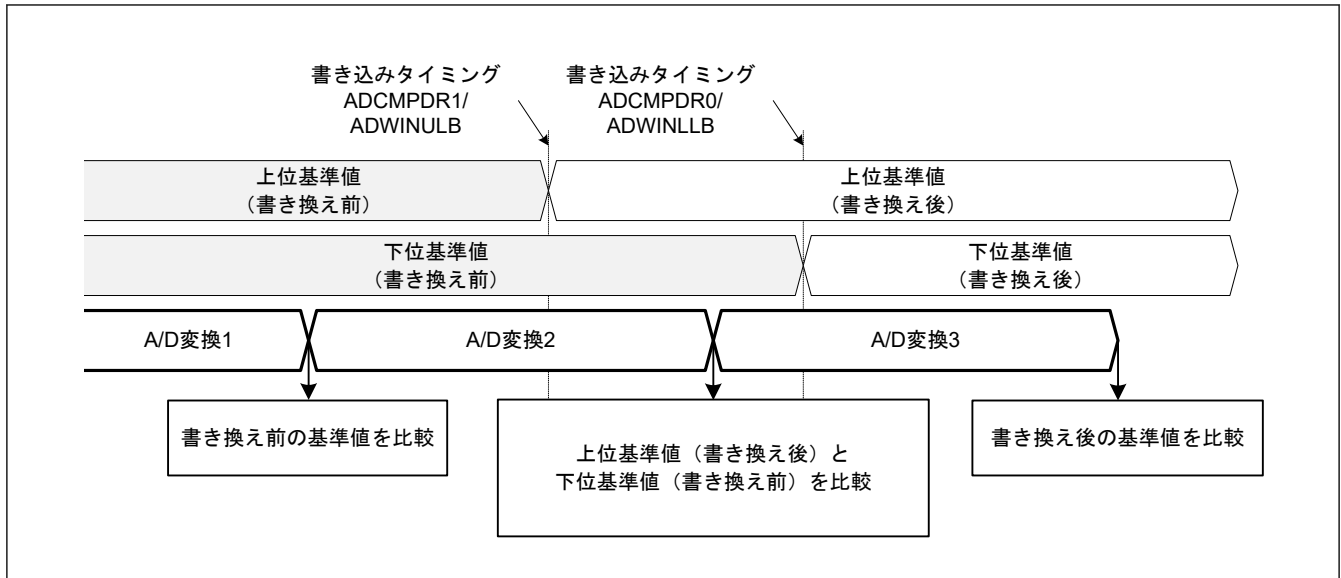 書き込みタイミング
ADCMPDR1/
ADWINULB
書き込みタイミング
ADCMPDR0/
ADWINLLB
上位基準値
（書き換え前）
上位基準値
（書き換え後）
下位基準値
（書き換え前）
下位基準値
（書き換え後）
A/D変換1
A/D変換2
A/D変換3
書き換え前の基準値を比較
上位基準値（書き換え後）と
下位基準値（書き換え前）を比較
書き換え後の基準値を比較